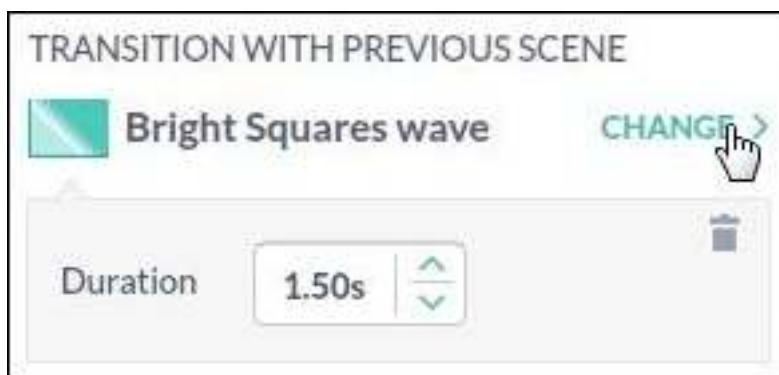 TRANSITION WITH PREVIOUS SCENE
Bright Squares wave CHANGE
Duration 1.50s